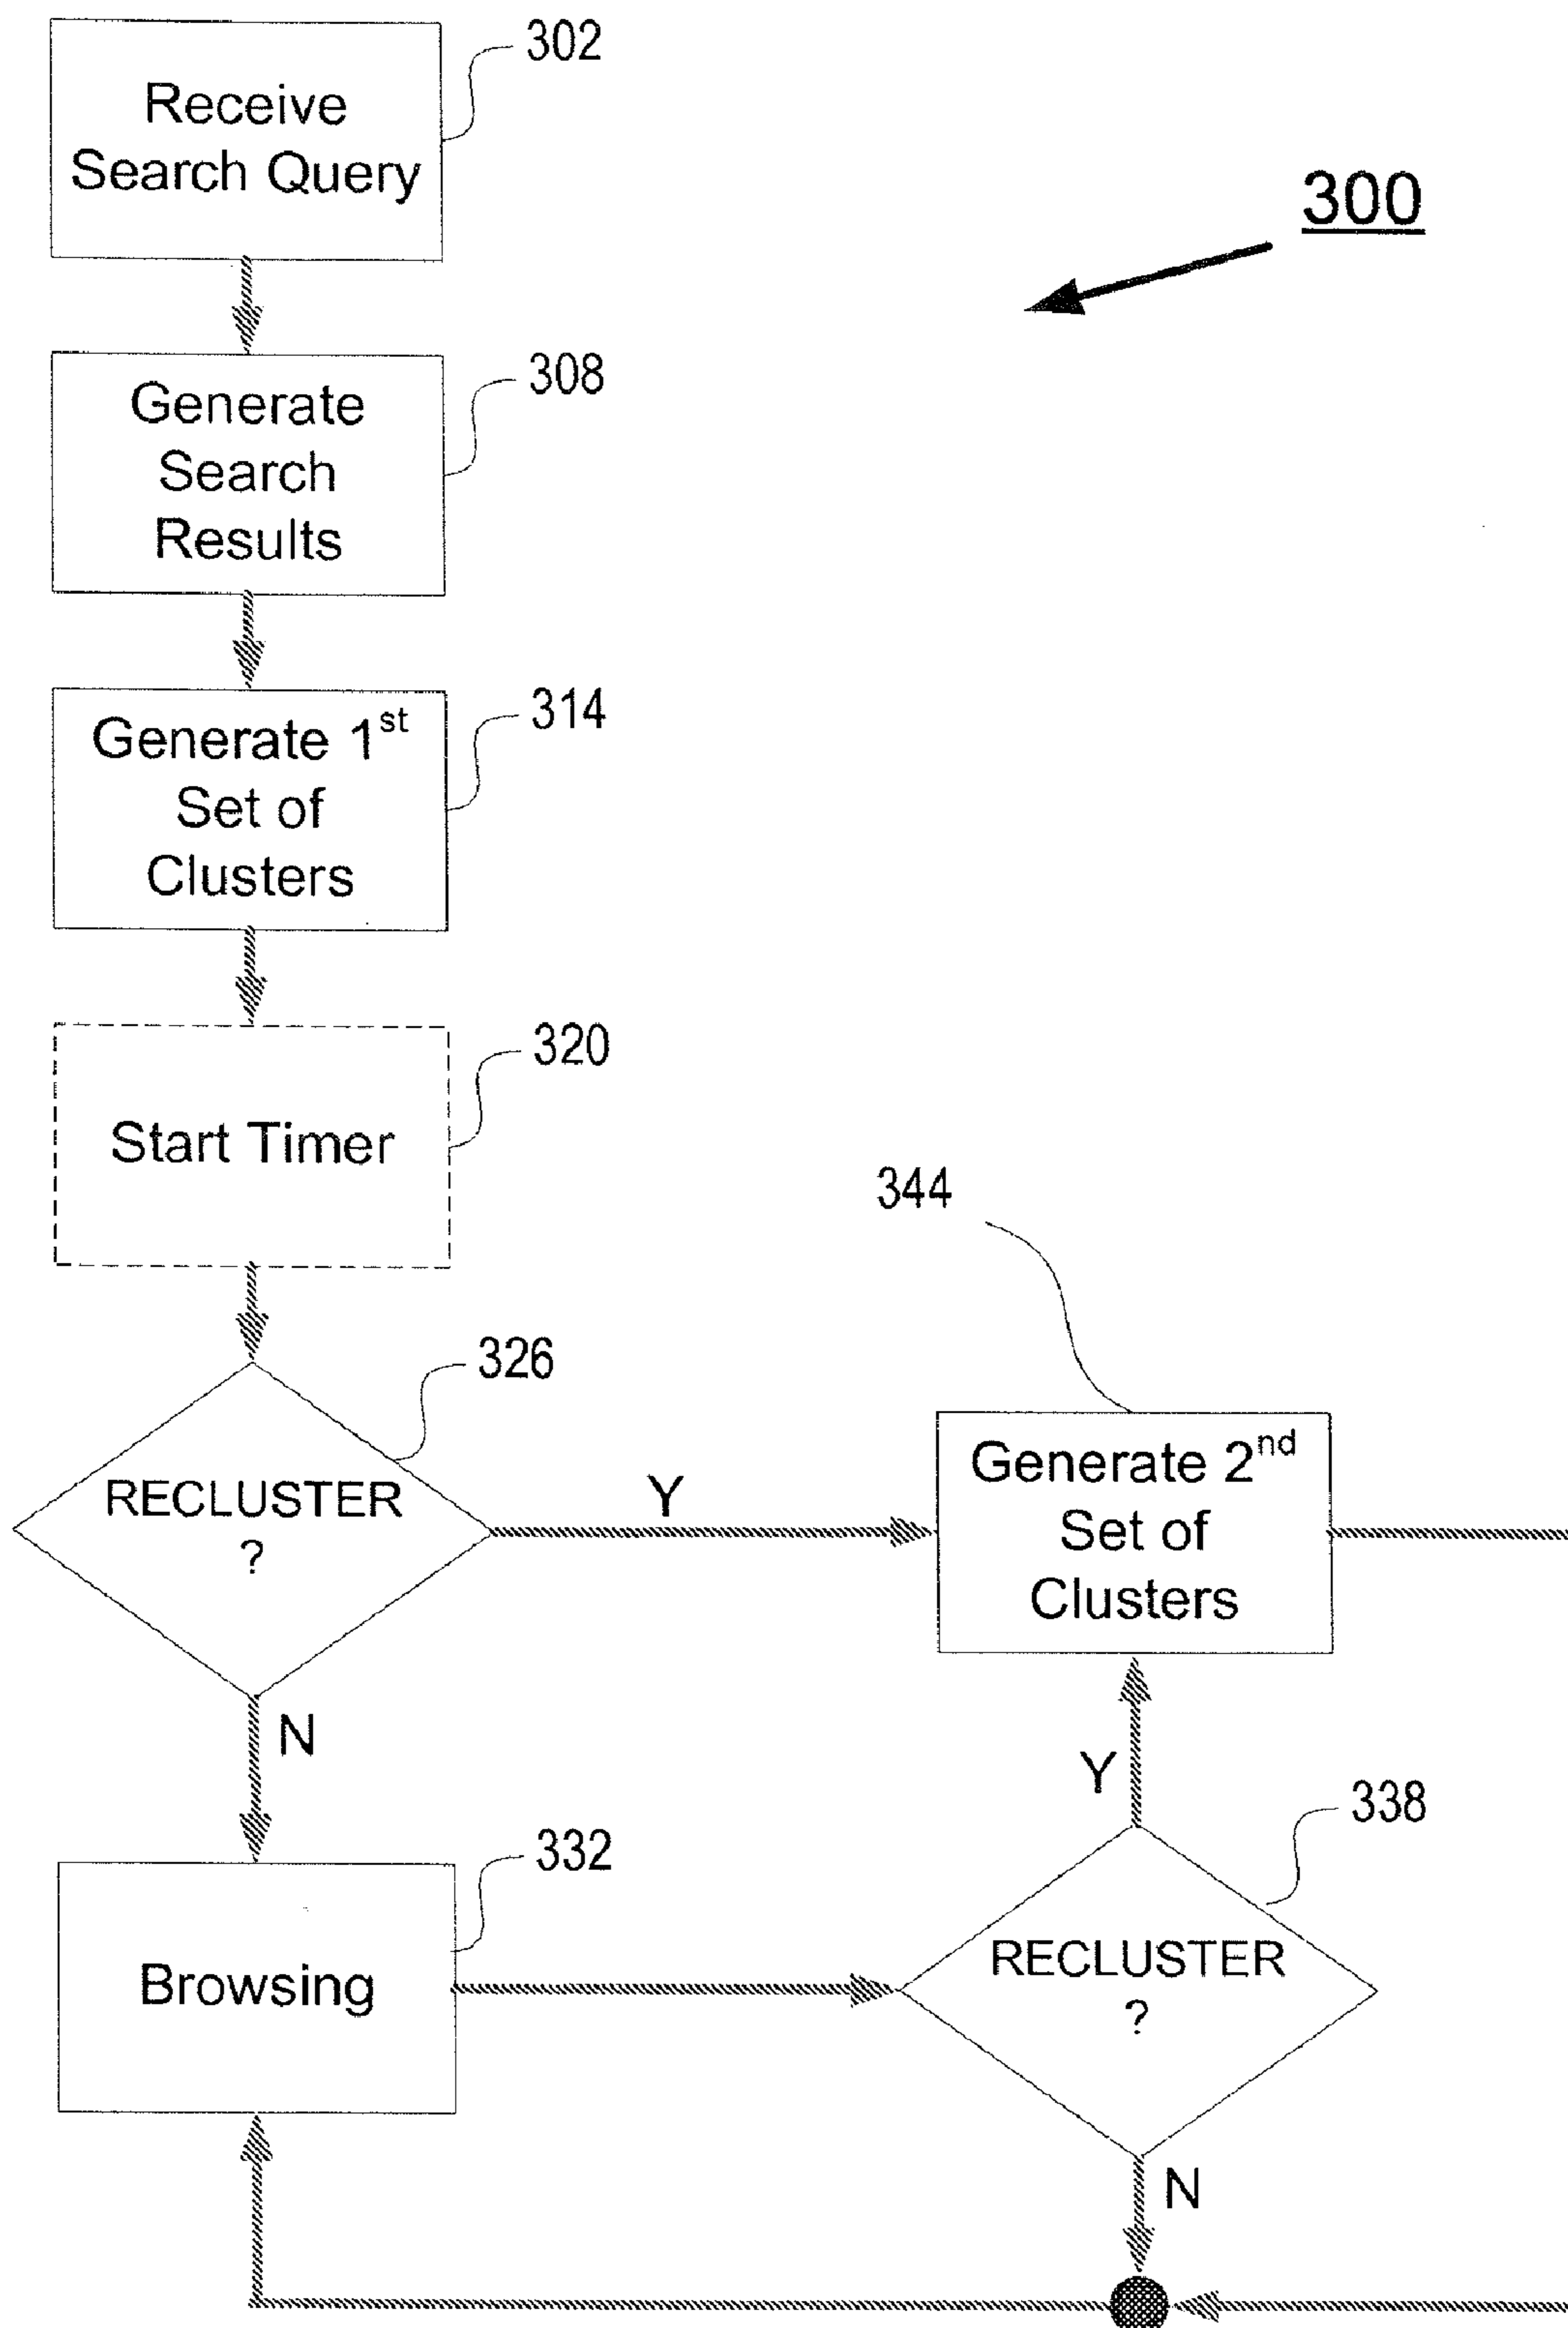 302
Receive
Search Query
300
308
Generate
Search
Results
314
Generate 1st
Set of
Clusters
320
Start Timer
344
326
RECLUSTER
?
Y
Generate 2nd
Set of
Clusters
N
Y
338
332
Browsing
RECLUSTER
?
N